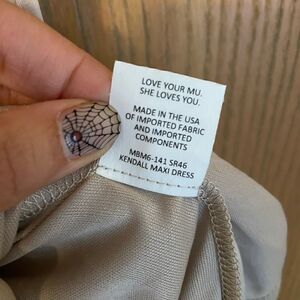 LOVE YOUR MU.
SHE LOVES YOU.
MADE IN THE USA
OF IMPORTED FABRIC
AND IMPORTED
COMPONENTS
MBM6-141 SR46
KENDALL MAXI DRESS